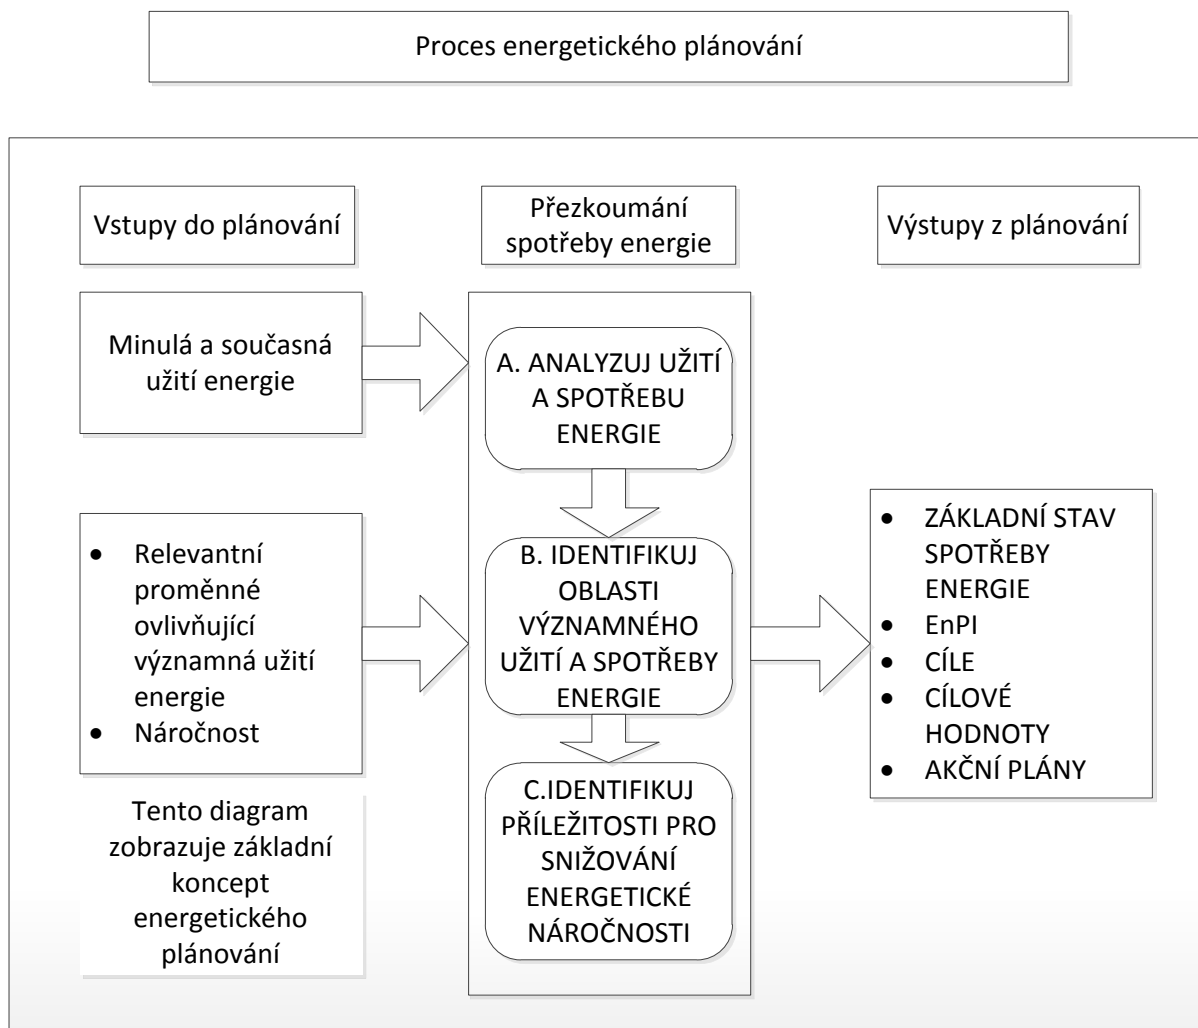 Proces energetického plánování
Vstupy do plánování
Přezkoumání
spotřeby energie
Výstupy z plánování
Minulá a současná
užití energie
A. ANALYZUJ UŽITÍ
A SPOTŘEBU
ENERGIE
• Relevantní
proměnné
ovlivňující
významná užití
energie
• Náročnost
B. IDENTIFIKUJ
OBLASTI
VÝZNAMNÉHO
UŽITÍ A SPOTŘEBY
ENERGIE
• ZÁKLADNÍ STAV
SPOTŘEBY
ENERGIE
• EnPI
• CÍLE
• CÍLOVÉ
HODNOTY
• AKČNÍ PLÁNY
C.IDENTIFIKUJ
PŘÍLEŽITOSTI PRO
SNIŽOVÁNÍ
ENERGETICKÉ
NÁROČNOSTI
Tento diagram
zobrazuje základní
koncept
energetického
plánování